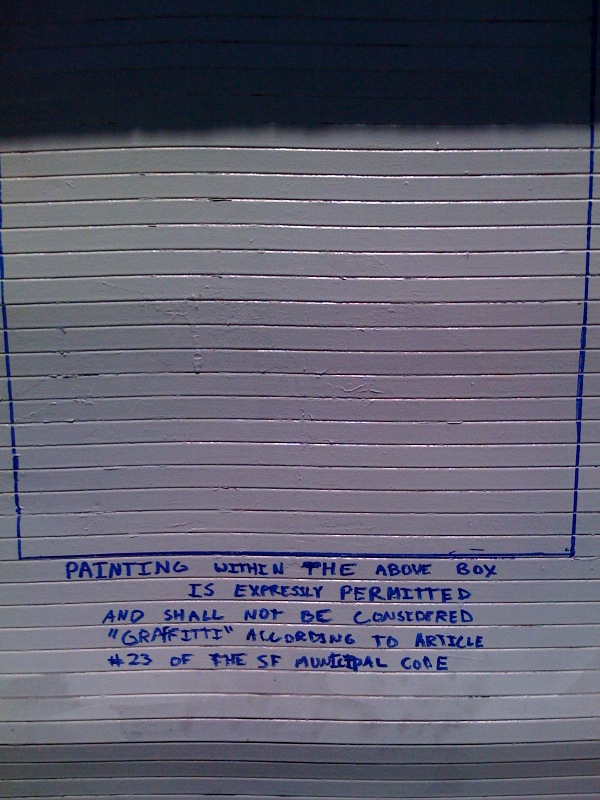 PAINTING WITHIN THE ABOVE BOX
IS EXPRESSLY PERMITTED
AND SHALL NOT BE CONSIDERED
"GRAFFITTI" ACCORDING TO ARTICLE
#23 OF THE SF MUNICIPAL CODE